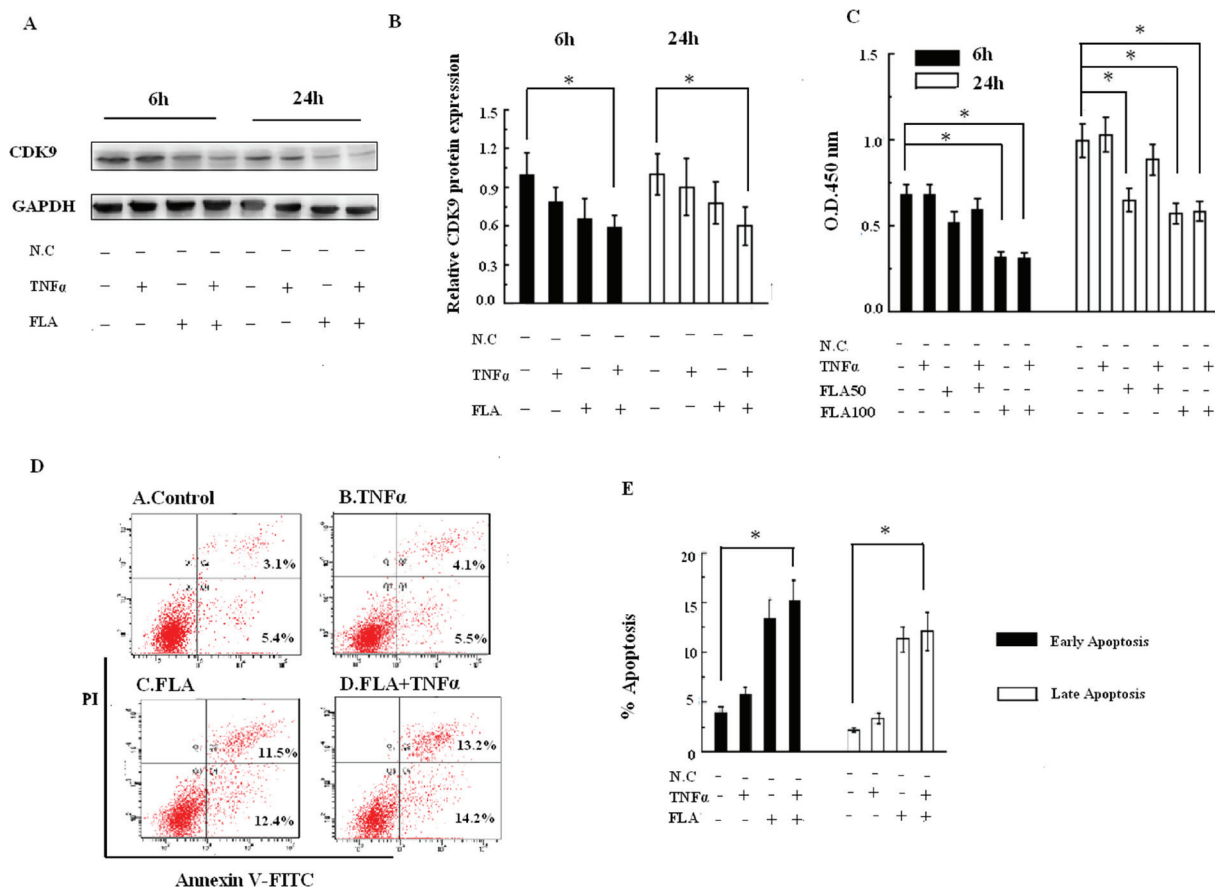 A
6h
24h
CDK9
GAPDH
N.C
– – – – – – – –
TNFα
– + – + – + – +
FLA
– – + + – – + +
B
6h
24h
*
*
Relative CDK9 protein expression
1.5
1.2
0.9
0.6
0.3
0.0
N.C
– – – – – – – –
TNFα
– + – + – + – +
FLA
– – + + – – + +
C
6h
24h
*
*
*
*
*
O.D.450 nm
1.5
1.0
0.5
0.0
N.C
- - - - - - - - - - - -
TNFα
- + - + - + - + - + - +
FLA50
- - + + - - - - + + - -
FLA100
- - - - + + - - - - + +
D
A.Control
3.1%
5.4%
B.TNFα
4.1%
5.5%
C.FLA
11.5%
12.4%
D.FLA+TNFα
13.2%
14.2%
PI
Annexin V-FITC
E
*
*
% Apoptosis
20
15
10
5
0
N.C
- - - - - - - -
TNFα
- + - + - + - +
FLA
- - + + - - + +
Early Apoptosis
Late Apoptosis